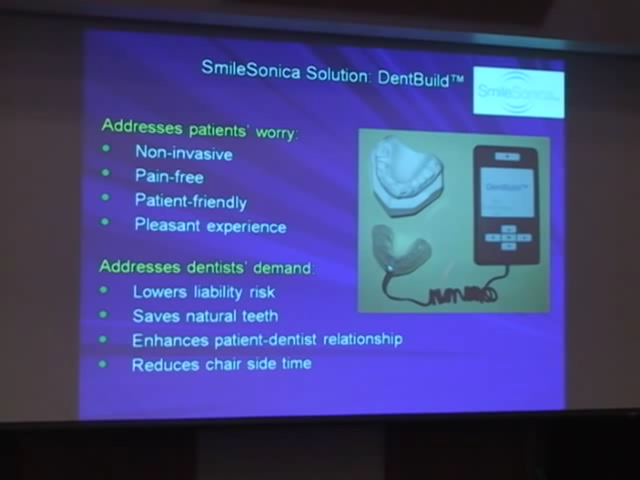 SmileSonica Solution: DentBuild™
SmileSonica
Addresses patients' worry:
• Non-invasive
• Pain-free
• Patient-friendly
• Pleasant experience
DentBuild™
Addresses dentists' demand:
• Lowers liability risk
• Saves natural teeth
• Enhances patient-dentist relationship
• Reduces chair side time